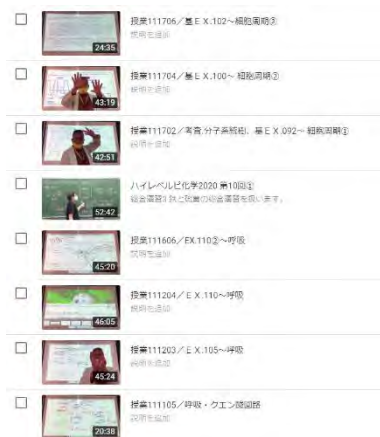 授業111706／基EX.102～細胞周期③
説明を追加
24:35
授業111704／基EX.100～ 細胞周期②
説明を追加
43:19
授業111702／考査,分子系統樹、基EX.092～ 細胞周期①
説明を追加
42:51
ハイレベルヒ化学2020 第10回①
総合演習
52:42
授業111606／EX.110②～呼吸
説明を追加
45:20
授業111204／EX.110～呼吸
説明を追加
46:05
授業111203／EX.105～呼吸
説明を追加
45:24
授業111105／呼吸・クエン酸回路
説明を追加
20:38